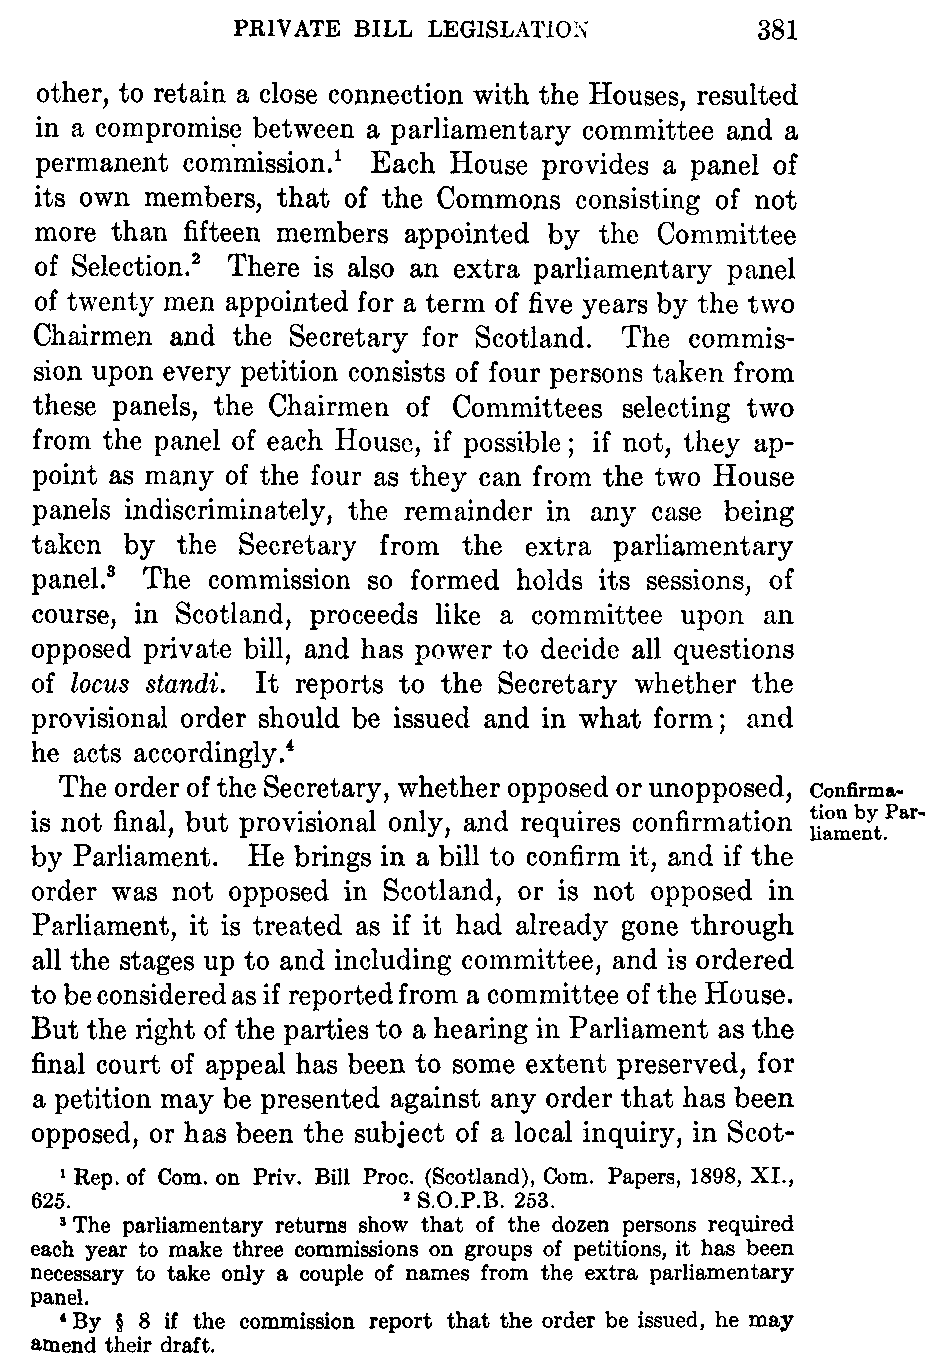 PRIVATE BILL LEGISLATION 381
other, to retain a close connection with the Houses, resulted
in a compromise between a parliamentary committee and a
permanent commission.¹ Each House provides a panel of
its own members, that of the Commons consisting of not
more than fifteen members appointed by the Committee
of Selection.² There is also an extra parliamentary panel
of twenty men appointed for a term of five years by the two
Chairmen and the Secretary for Scotland. The commis-
sion upon every petition consists of four persons taken from
these panels, the Chairmen of Committees selecting two
from the panel of each House, if possible; if not, they ap-
point as many of the four as they can from the two House
panels indiscriminately, the remainder in any case being
taken by the Secretary from the extra parliamentary
panel.³ The commission so formed holds its sessions, of
course, in Scotland, proceeds like a committee upon an
opposed private bill, and has power to decide all questions
of locus standi. It reports to the Secretary whether the
provisional order should be issued and in what form; and
he acts accordingly.⁴
The order of the Secretary, whether opposed or unopposed,
is not final, but provisional only, and requires confirmation
by Parliament. He brings in a bill to confirm it, and if the
order was not opposed in Scotland, or is not opposed in
Parliament, it is treated as if it had already gone through
all the stages up to and including committee, and is ordered
to be considered as if reported from a committee of the House.
But the right of the parties to a hearing in Parliament as the
final court of appeal has been to some extent preserved, for
a petition may be presented against any order that has been
opposed, or has been the subject of a local inquiry, in Scot-
Confirma-
tion by Par-
liament.
¹ Rep. of Com. on Priv. Bill Proc. (Scotland), Com. Papers, 1898, XI.,
625. ² S.O.P.B. 253.
³ The parliamentary returns show that of the dozen persons required
each year to make three commissions on groups of petitions, it has been
necessary to take only a couple of names from the extra parliamentary
panel.
⁴ By § 8 if the commission report that the order be issued, he may
amend their draft.